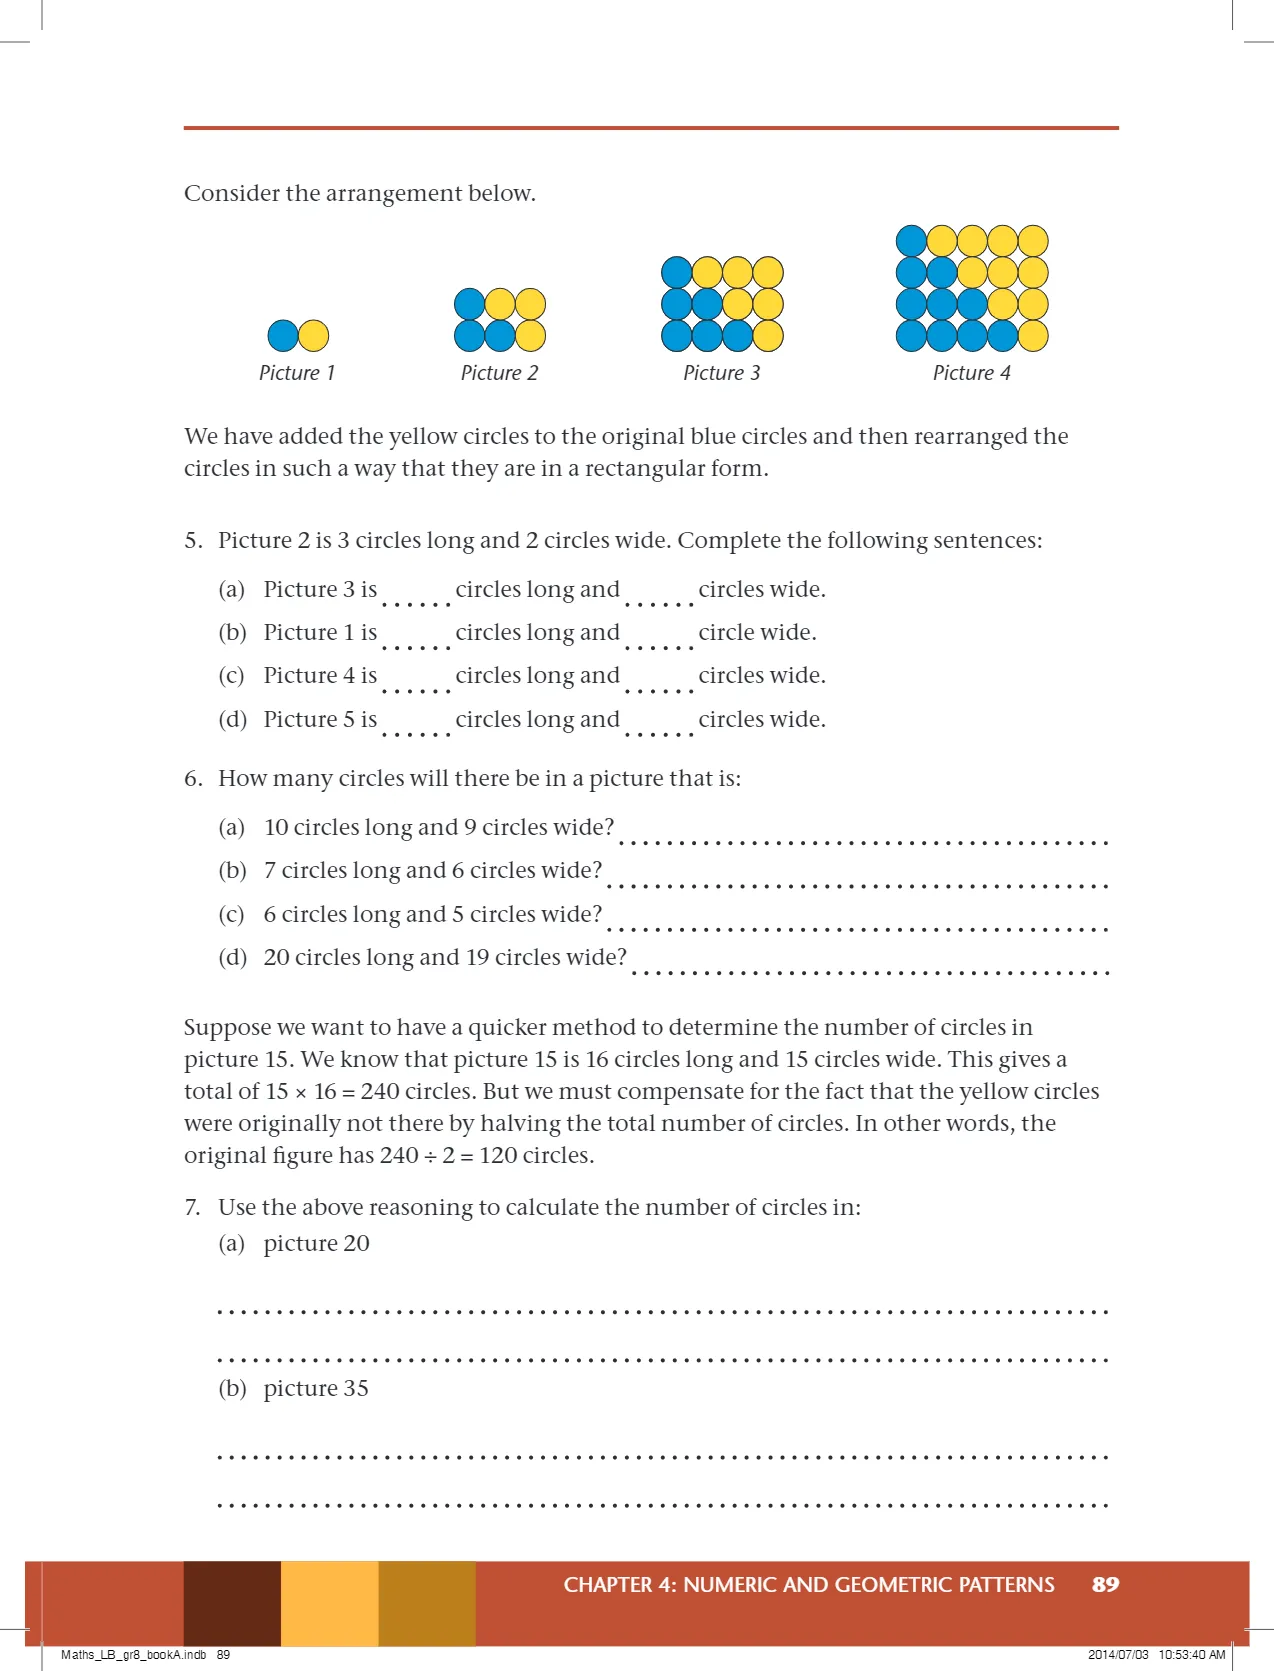 Consider the arrangement below.
Picture 1 Picture 2 Picture 3 Picture 4
We have added the yellow circles to the original blue circles and then rearranged the
circles in such a way that they are in a rectangular form.
5. Picture 2 is 3 circles long and 2 circles wide. Complete the following sentences:
(a) Picture 3 is ...... circles long and ...... circles wide.
(b) Picture 1 is ...... circles long and ...... circle wide.
(c) Picture 4 is ...... circles long and ...... circles wide.
(d) Picture 5 is ...... circles long and ...... circles wide.
6. How many circles will there be in a picture that is:
(a) 10 circles long and 9 circles wide?
(b) 7 circles long and 6 circles wide?
(c) 6 circles long and 5 circles wide?
(d) 20 circles long and 19 circles wide?
Suppose we want to have a quicker method to determine the number of circles in
picture 15. We know that picture 15 is 16 circles long and 15 circles wide. This gives a
total of 15 × 16 = 240 circles. But we must compensate for the fact that the yellow circles
were originally not there by halving the total number of circles. In other words, the
original figure has 240 ÷ 2 = 120 circles.
7. Use the above reasoning to calculate the number of circles in:
(a) picture 20
(b) picture 35
CHAPTER 4: NUMERIC AND GEOMETRIC PATTERNS 89
Maths_LB_gr8_bookA.indb 89 2014/07/03 10:53:40 AM